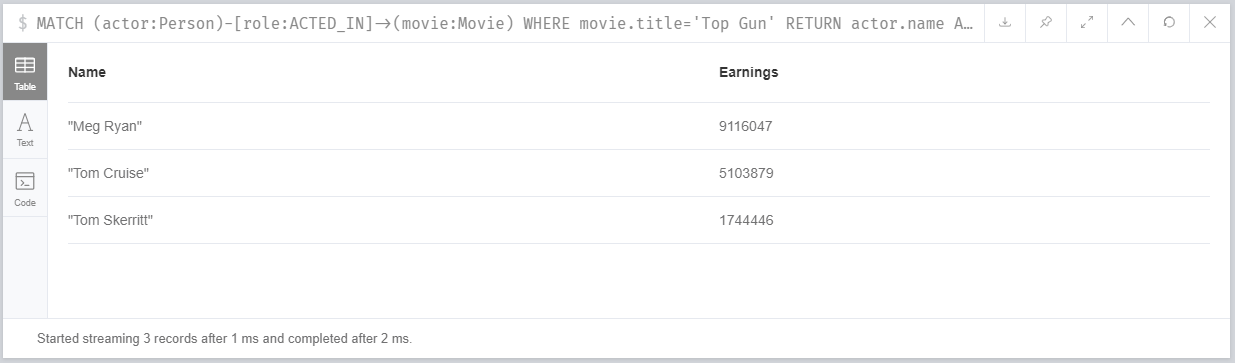 $ MATCH (actor:Person)-[role:ACTED_IN]->(movie:Movie) WHERE movie.title='Top Gun' RETURN actor.name A…
Table
Name Earnings
"Meg Ryan" 9116047
Text
"Tom Cruise" 5103879
Code
"Tom Skerritt" 1744446
Started streaming 3 records after 1 ms and completed after 2 ms.